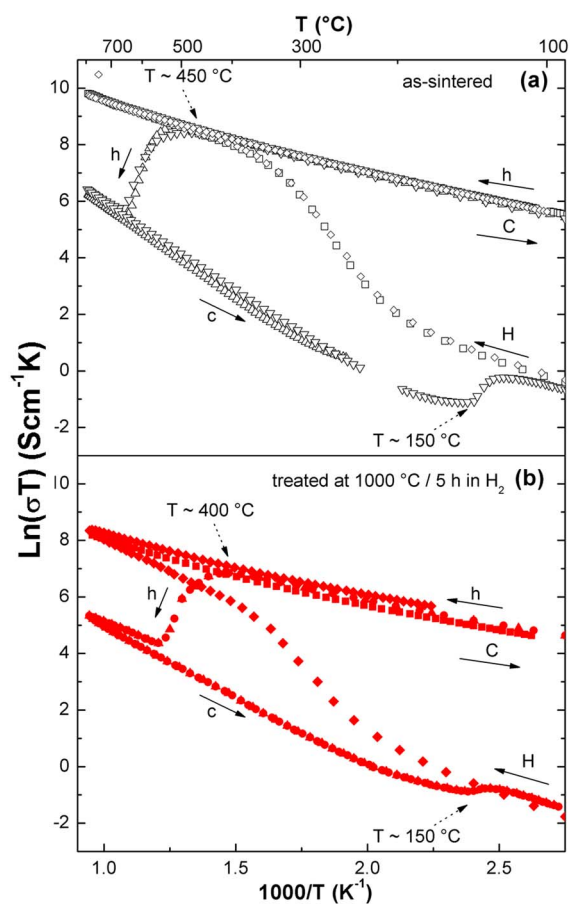 T (°C)
700 500 300 100
T ~ 450 °C
as-sintered (a)
h
h
C
c
H
T ~ 150 °C
10
8
6
4
2
0
-2
Ln(σT) (Scm⁻¹K)
treated at 1000 °C / 5 h in H₂ (b)
T ~ 400 °C
h
h
C
c
H
T ~ 150 °C
10
8
6
4
2
0
-2
1.0 1.5 2.0 2.5
1000/T (K⁻¹)